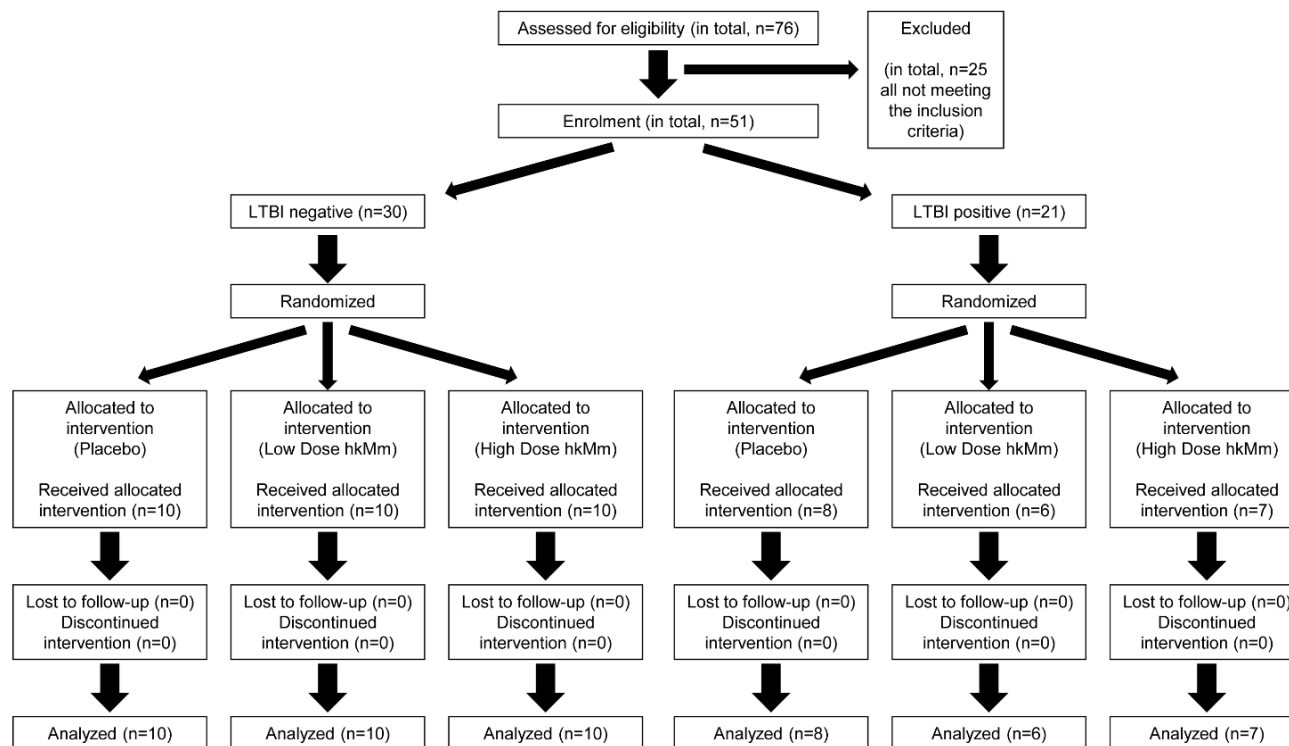 Assessed for eligibility (in total, n=76)
Excluded
(in total, n=25
all not meeting
the inclusion
criteria)
Enrolment (in total, n=51)
LTBI negative (n=30)
LTBI positive (n=21)
Randomized
Randomized
Allocated to
intervention
(Placebo)
Received allocated
intervention (n=10)
Allocated to
intervention
(Low Dose hkMm)
Received allocated
intervention (n=10)
Allocated to
intervention
(High Dose hkMm)
Received allocated
intervention (n=10)
Allocated to
intervention
(Placebo)
Received allocated
intervention (n=8)
Allocated to
intervention
(Low Dose hkMm)
Received allocated
intervention (n=6)
Allocated to
intervention
(High Dose hkMm)
Received allocated
intervention (n=7)
Lost to follow-up (n=0)
Discontinued
intervention (n=0)
Lost to follow-up (n=0)
Discontinued
intervention (n=0)
Lost to follow-up (n=0)
Discontinued
intervention (n=0)
Lost to follow-up (n=0)
Discontinued
intervention (n=0)
Lost to follow-up (n=0)
Discontinued
intervention (n=0)
Lost to follow-up (n=0)
Discontinued
intervention (n=0)
Analyzed (n=10)
Analyzed (n=10)
Analyzed (n=10)
Analyzed (n=8)
Analyzed (n=6)
Analyzed (n=7)